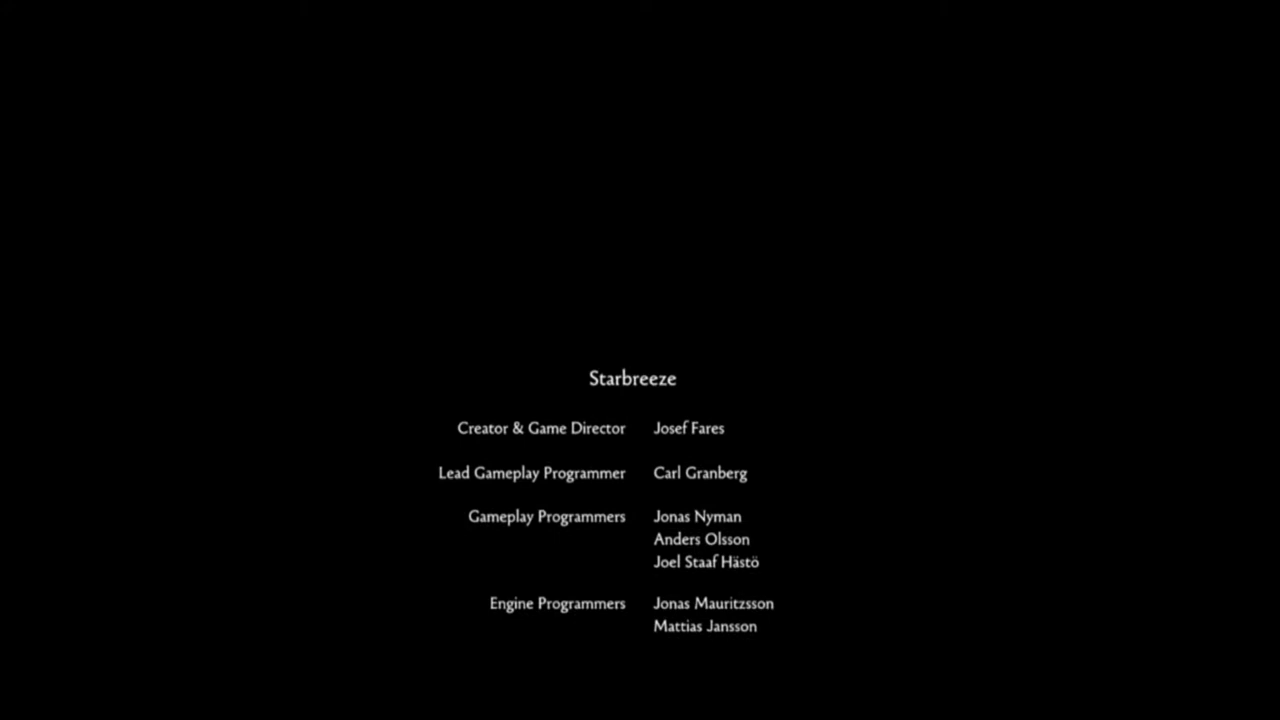 Starbreeze
Creator & Game Director Josef Fares
Lead Gameplay Programmer Carl Granberg
Gameplay Programmers Jonas Nyman
Anders Olsson
Joel Staaf Hästö
Engine Programmers Jonas Mauritzsson
Mattias Jansson